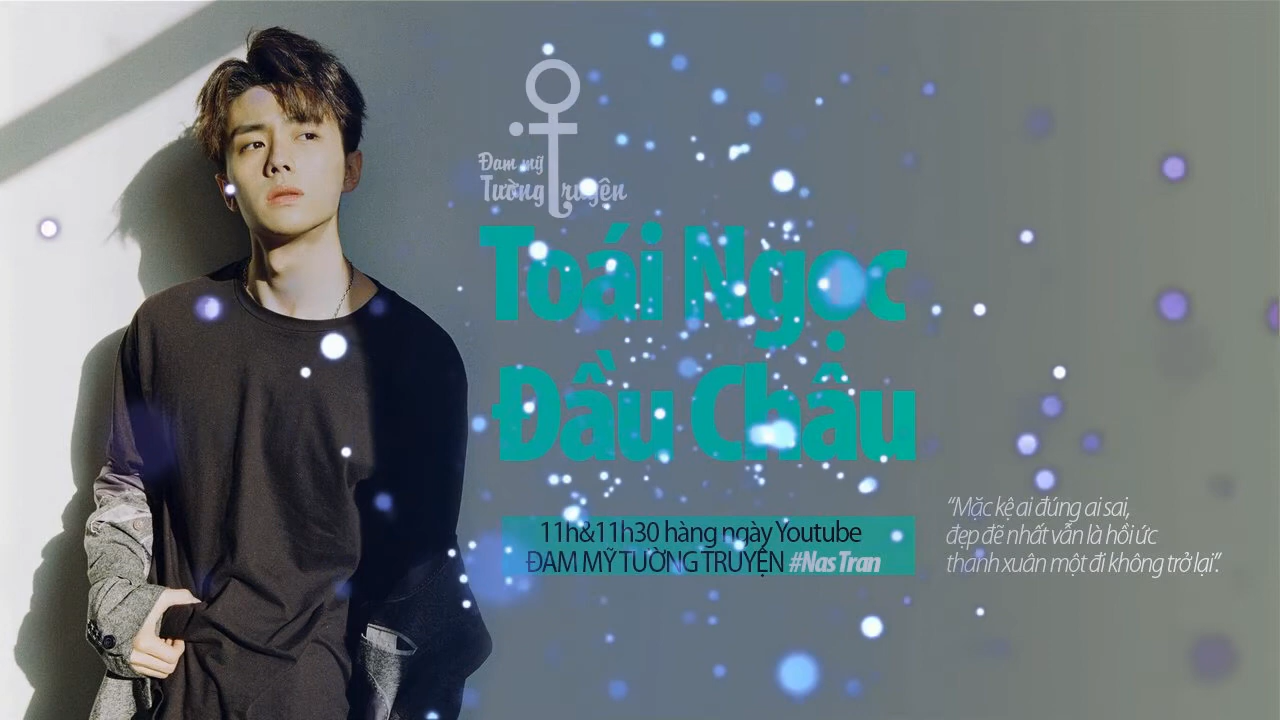 Đam mỹ
Tường Truyện
Toái Ngọc
Đầu Châu
11h&11h30 hàng ngày Youtube
ĐAM MỸ TƯỜNG TRUYỆN #Nas Tran
“Mặc kệ ai đúng ai sai,
đẹp đẽ nhất vẫn là hồi ức
thanh xuân một đi không trở lại”.